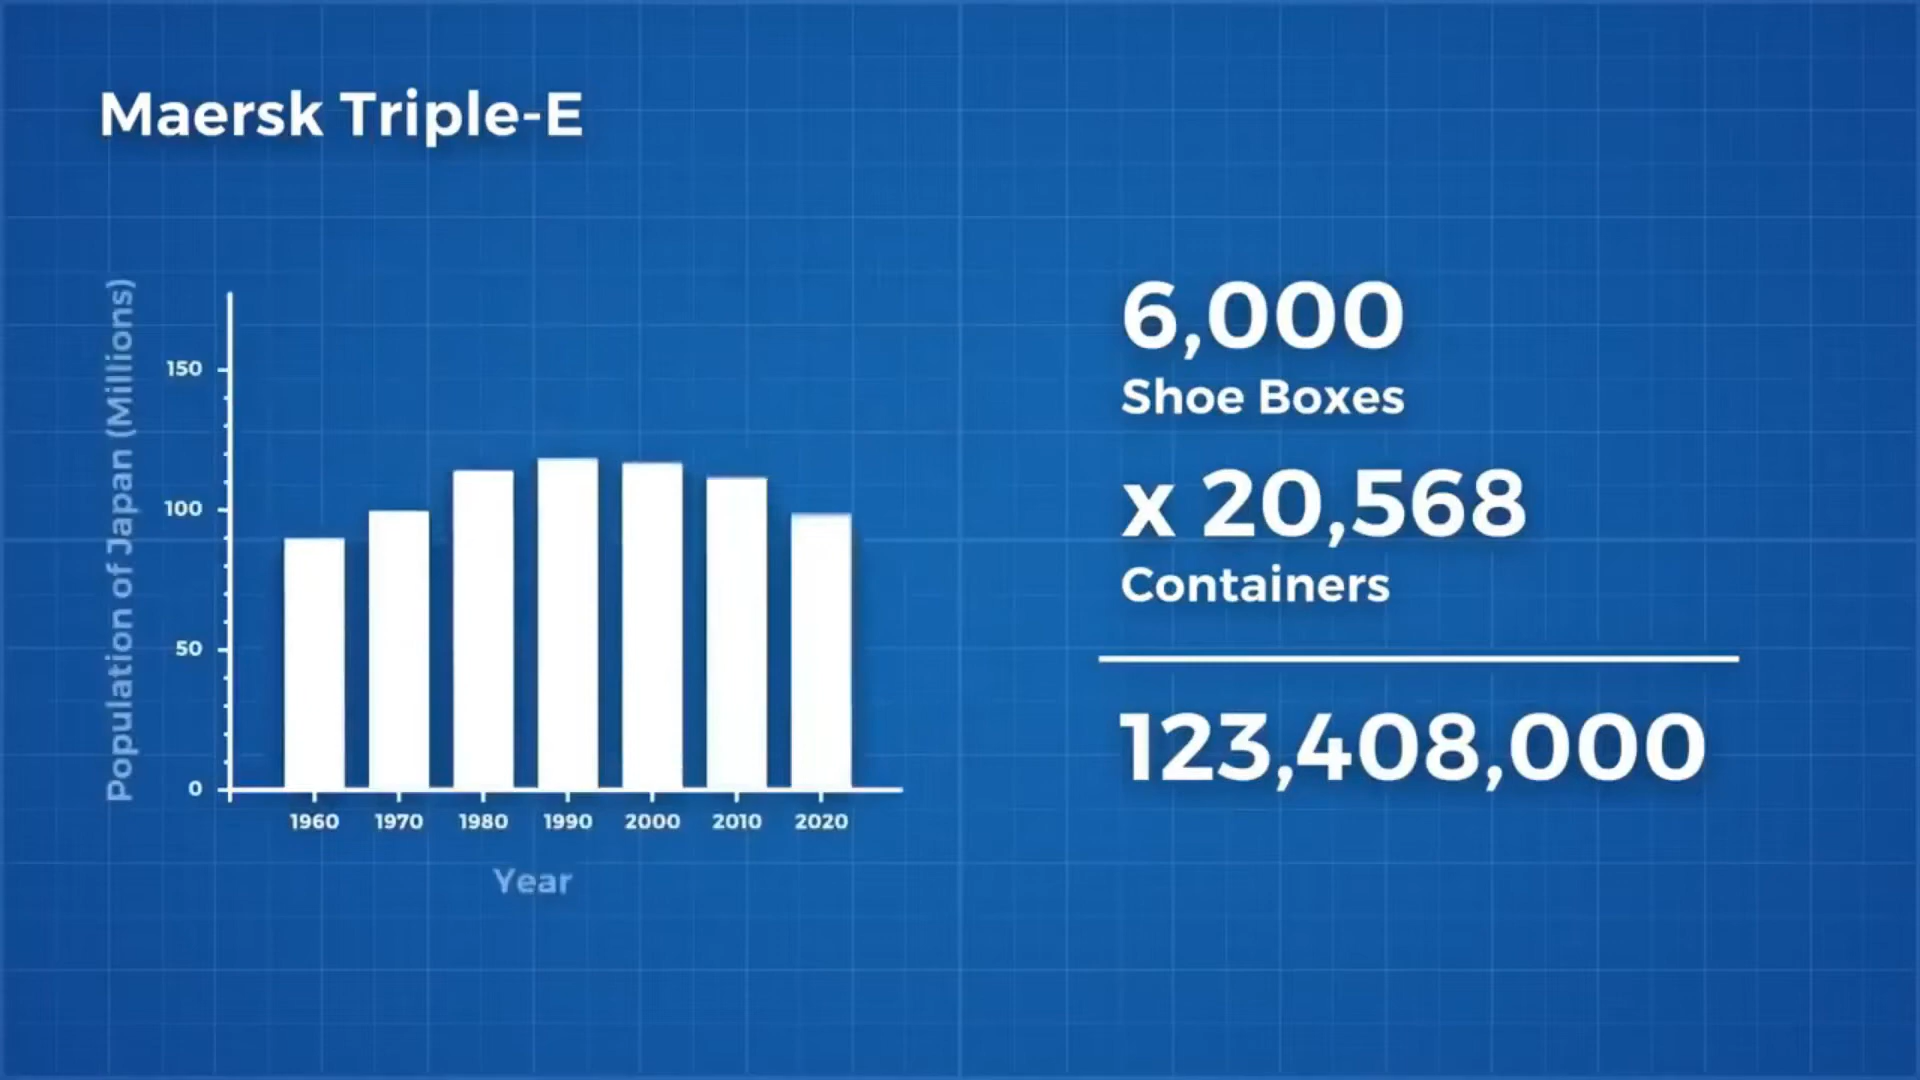 Maersk Triple-E
Population of Japan (Millions)
150
100
50
0
1960 1970 1980 1990 2000 2010 2020
Year
6,000
Shoe Boxes
x 20,568
Containers
123,408,000